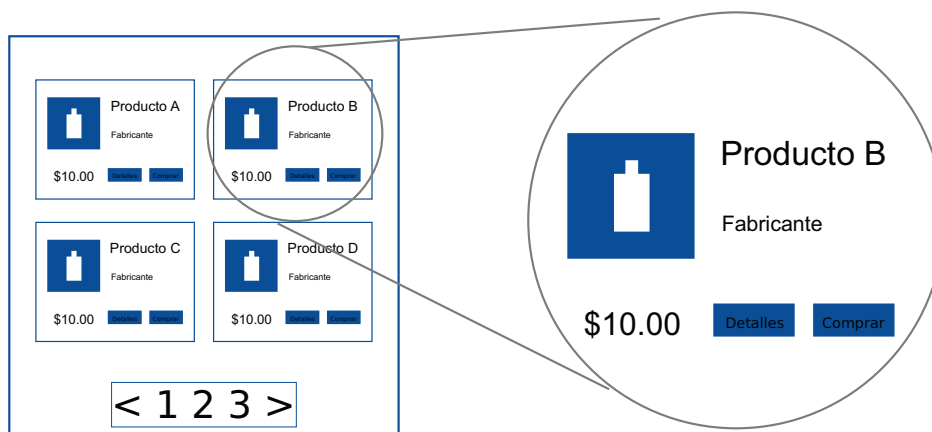 Producto A
Fabricante
$10.00 Detalles Comprar
Producto B
Fabricante
$10.00 Detalles Comprar
Producto C
Fabricante
$10.00 Detalles Comprar
Producto D
Fabricante
$10.00 Detalles Comprar
< 1 2 3 >
Producto B
Fabricante
$10.00 Detalles Comprar